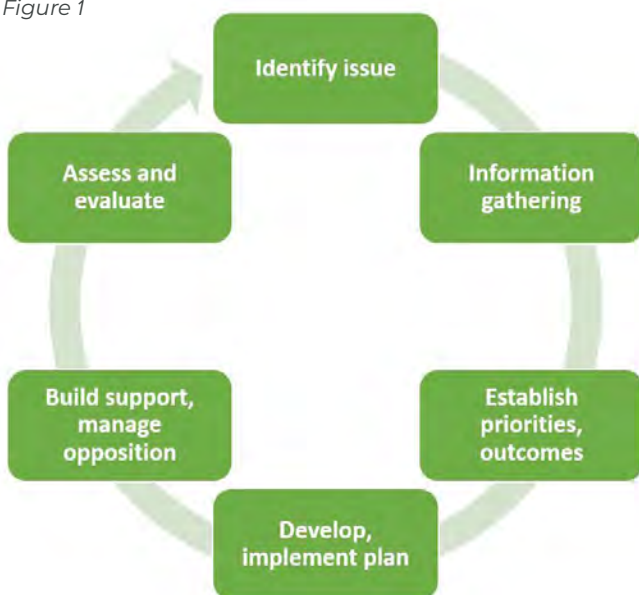 Figure 1
Identify issue
Information
gathering
Establish
priorities,
outcomes
Develop,
implement plan
Build support,
manage
opposition
Assess and
evaluate